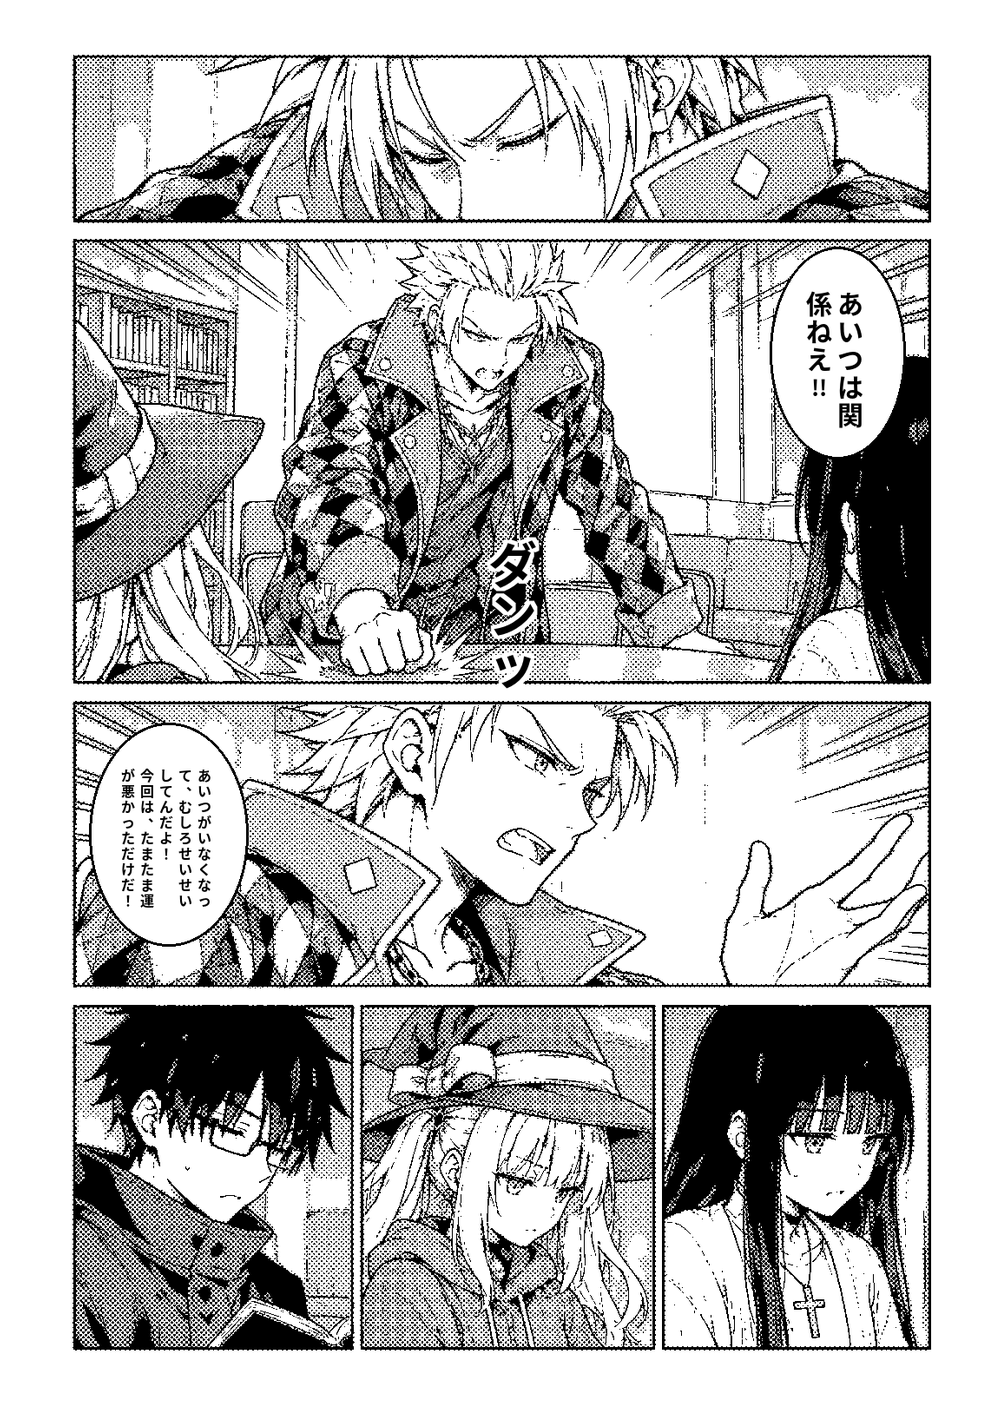 あいつは関
係ねえ!!
ダンッ
あいつがいなくなっ
て、むしろせいせい
してんだよ！
今回は、たまたま運
が悪かっただけだ！